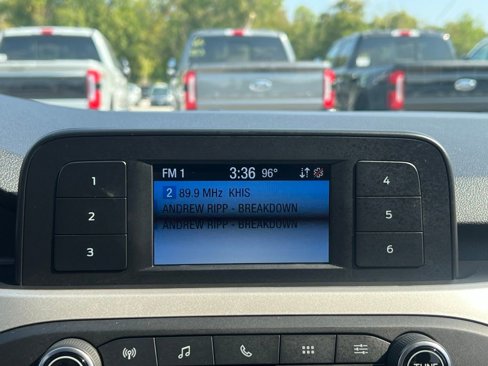 FM 1 3:36 96°
2 89.9 MHz KHIS
ANDREW RIPP - BREAKDOWN
ANDREW RIPP - BREAKDOWN
1
2
3
4
5
6
TUNE